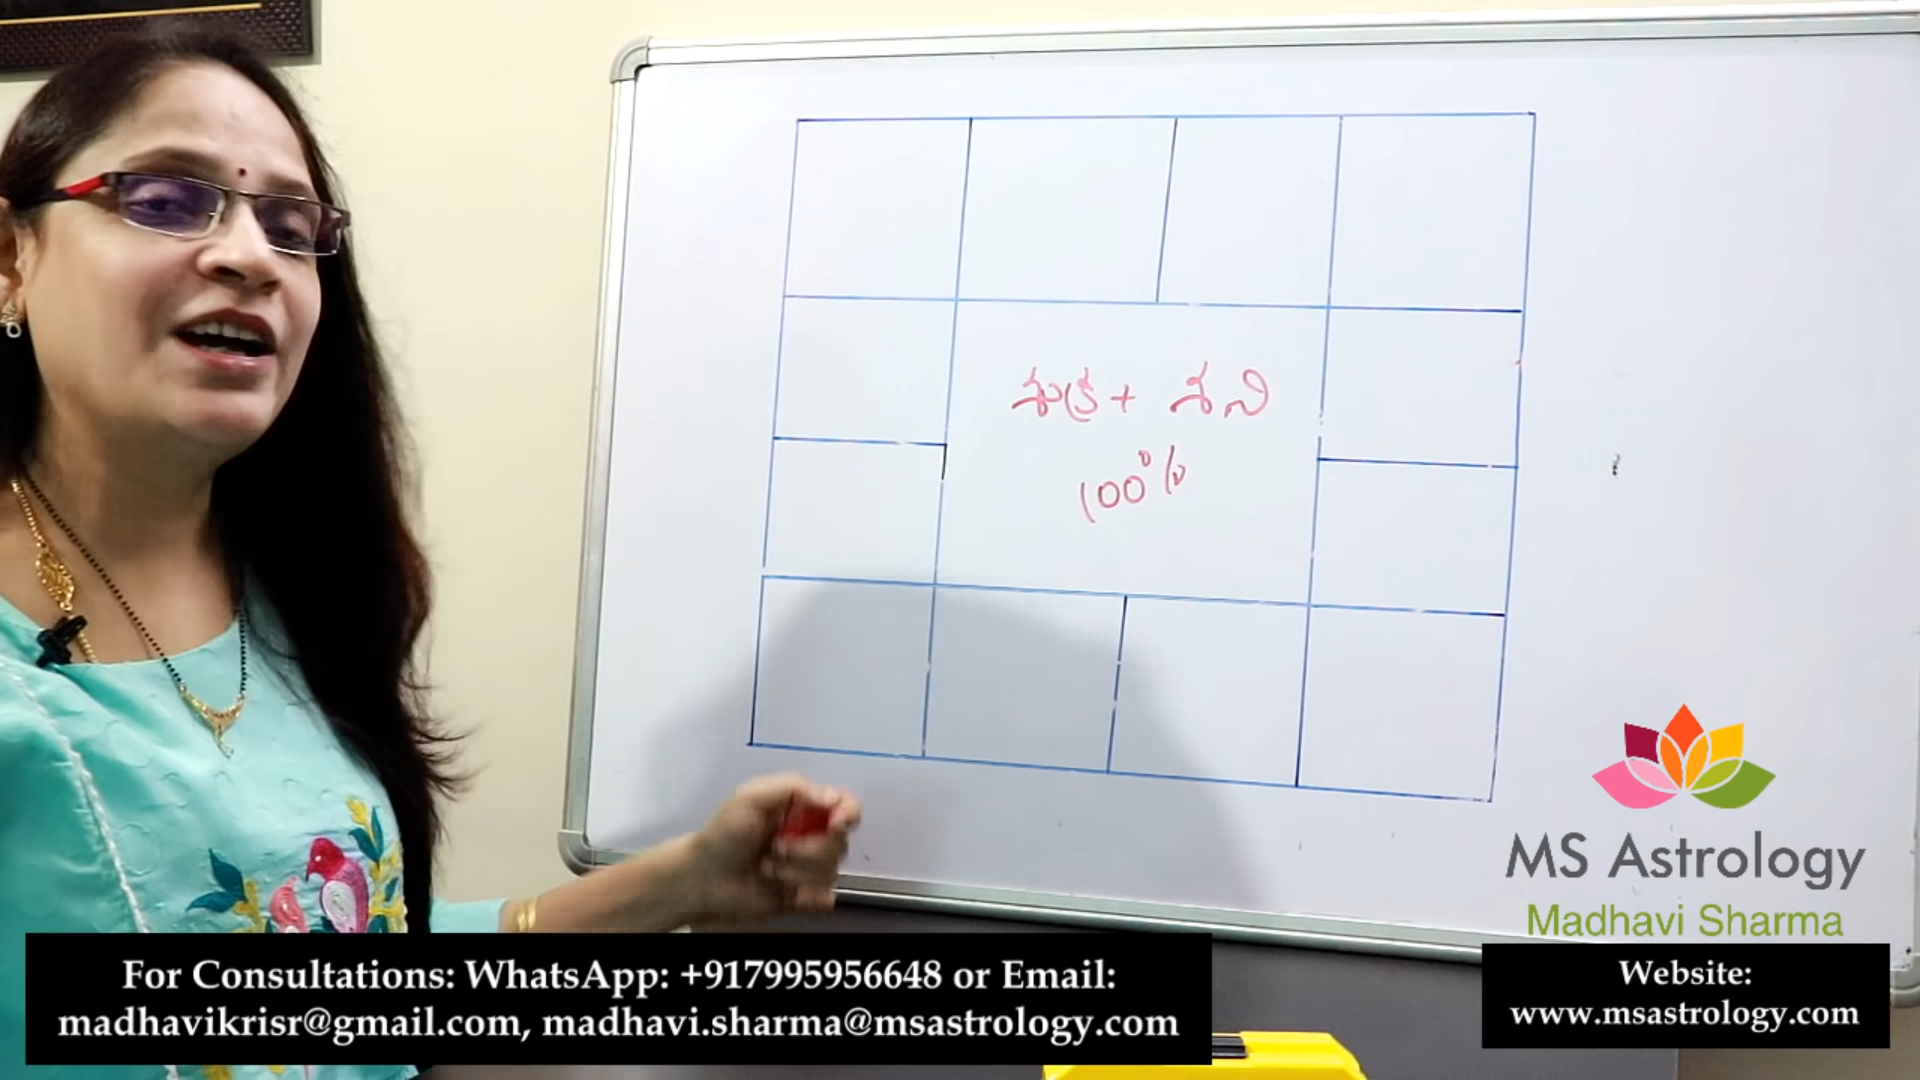 శుక్ర + శని
100%
MS Astrology
Madhavi Sharma
For Consultations: WhatsApp: +917995956648 or Email:
madhavikrisr@gmail.com, madhavi.sharma@msastrology.com
Website:
www.msastrology.com